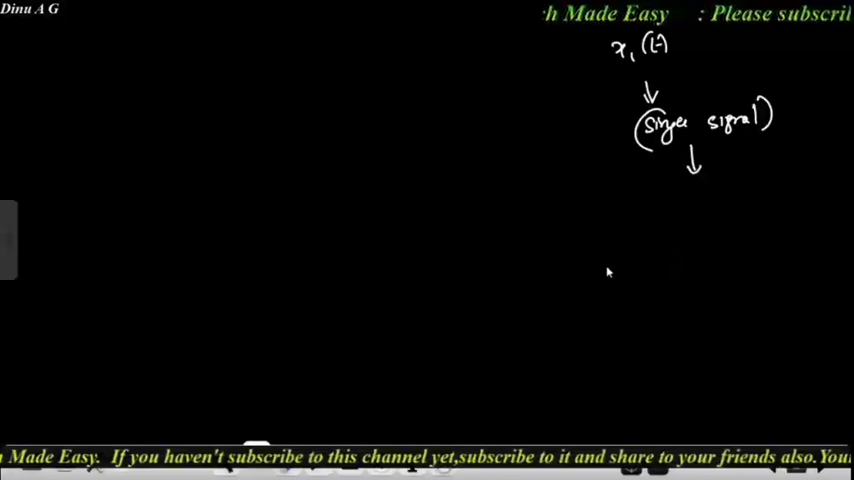 Dinu A G
h Made Easy : Please subscril
x₁(t)
(single signal)
Made Easy. If you haven't subscribe to this channel yet,subscribe to it and share to your friends also.You